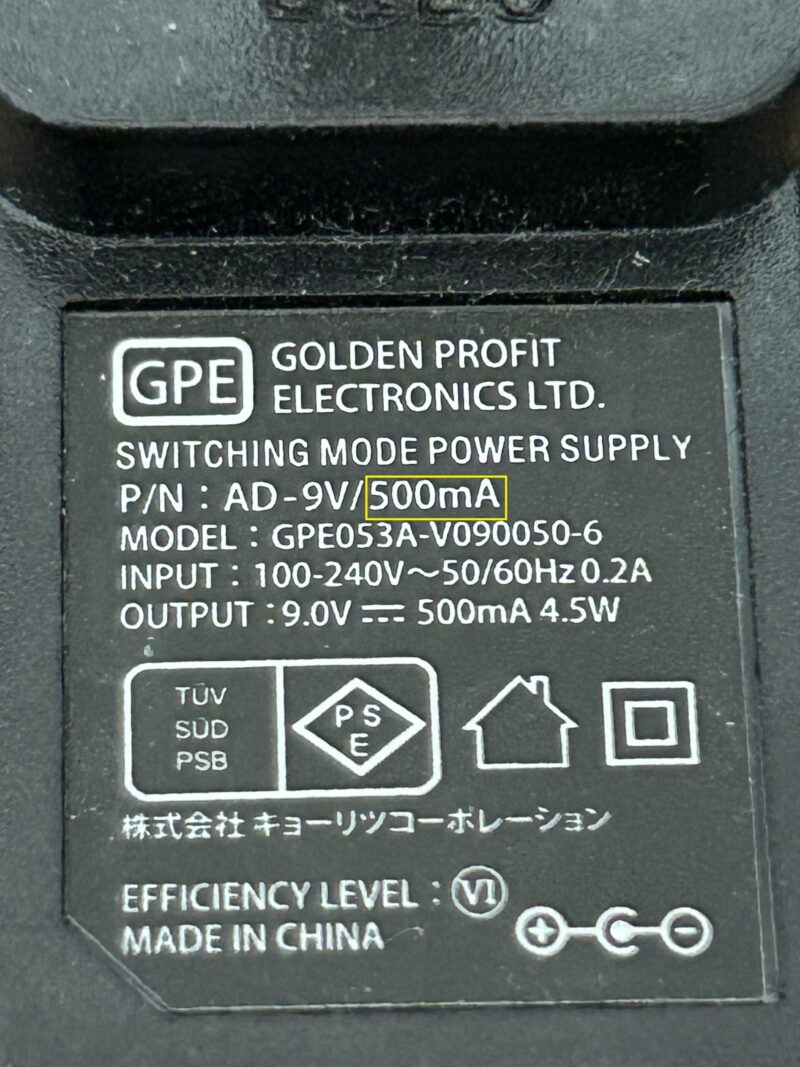 GPE
GOLDEN PROFIT
ELECTRONICS LTD.
SWITCHING MODE POWER SUPPLY
P/N : AD-9V/500mA
MODEL : GPE053A-V090050-6
INPUT : 100-240V～50/60Hz 0.2A
OUTPUT : 9.0V ⎓ 500mA 4.5W
TÜV
SÜD
PSB
PS
E
株式会社 キョーリツコーポレーション
EFFICIENCY LEVEL : VI
MADE IN CHINA